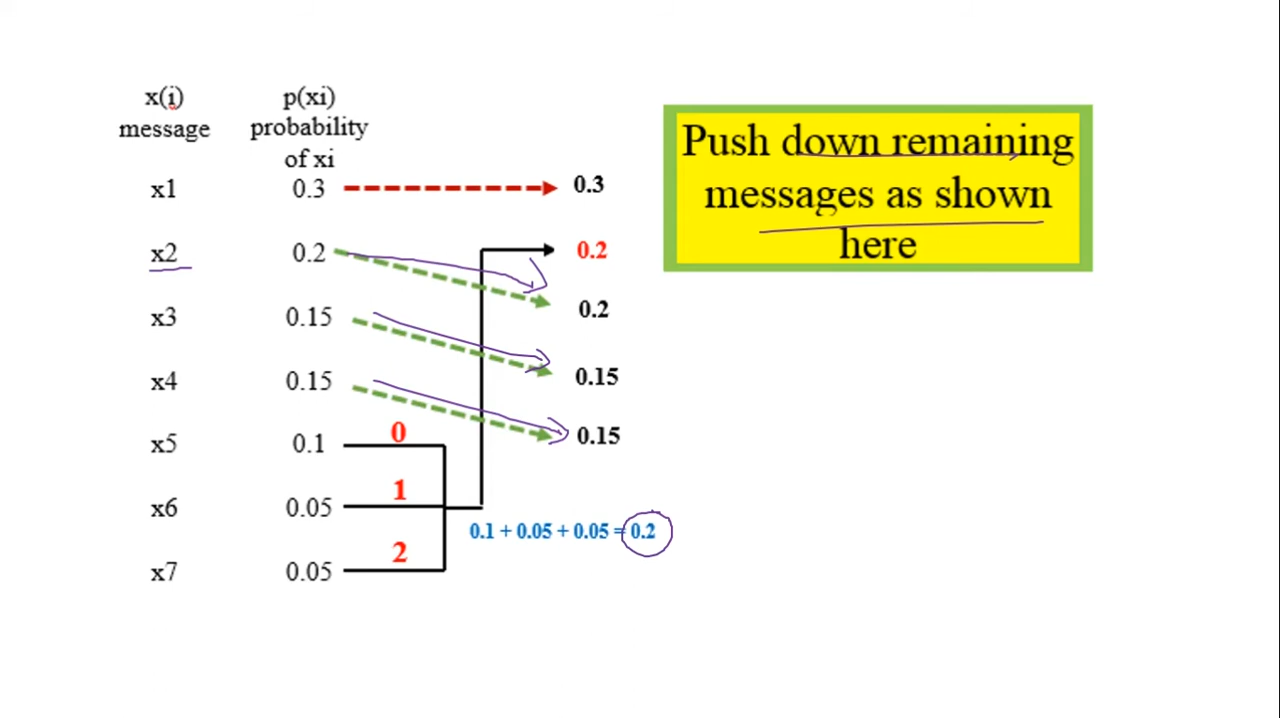 x(i) p(xi)
message probability
of xi
Push down remaining
messages as shown
here
x1 0.3 0.3
x2 0.2 0.2
0.2
x3 0.15
0.15
x4 0.15
0.15
x5 0.1 0
x6 0.05 1
0.1 + 0.05 + 0.05 = 0.2
x7 0.05 2